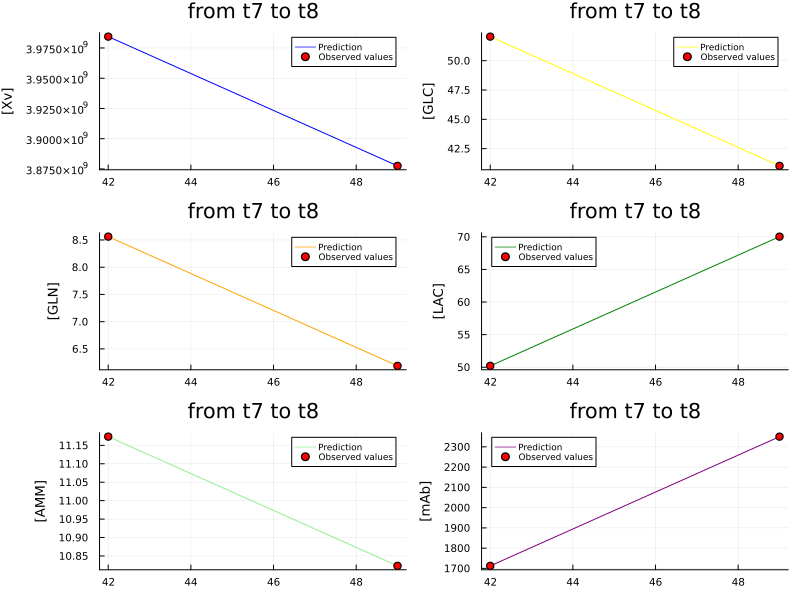 from t7 to t8
[Xv]
3.9750×10⁹
3.9500×10⁹
3.9250×10⁹
3.9000×10⁹
3.8750×10⁹
Prediction
Observed values
42 44 46 48
from t7 to t8
[GLC]
50.0
47.5
45.0
42.5
Prediction
Observed values
42 44 46 48
from t7 to t8
[GLN]
8.5
8.0
7.5
7.0
6.5
Prediction
Observed values
42 44 46 48
from t7 to t8
[LAC]
70
65
60
55
50
Prediction
Observed values
42 44 46 48
from t7 to t8
[AMM]
11.15
11.10
11.05
11.00
10.95
10.90
10.85
Prediction
Observed values
42 44 46 48
from t7 to t8
[mAb]
2300
2200
2100
2000
1900
1800
1700
Prediction
Observed values
42 44 46 48